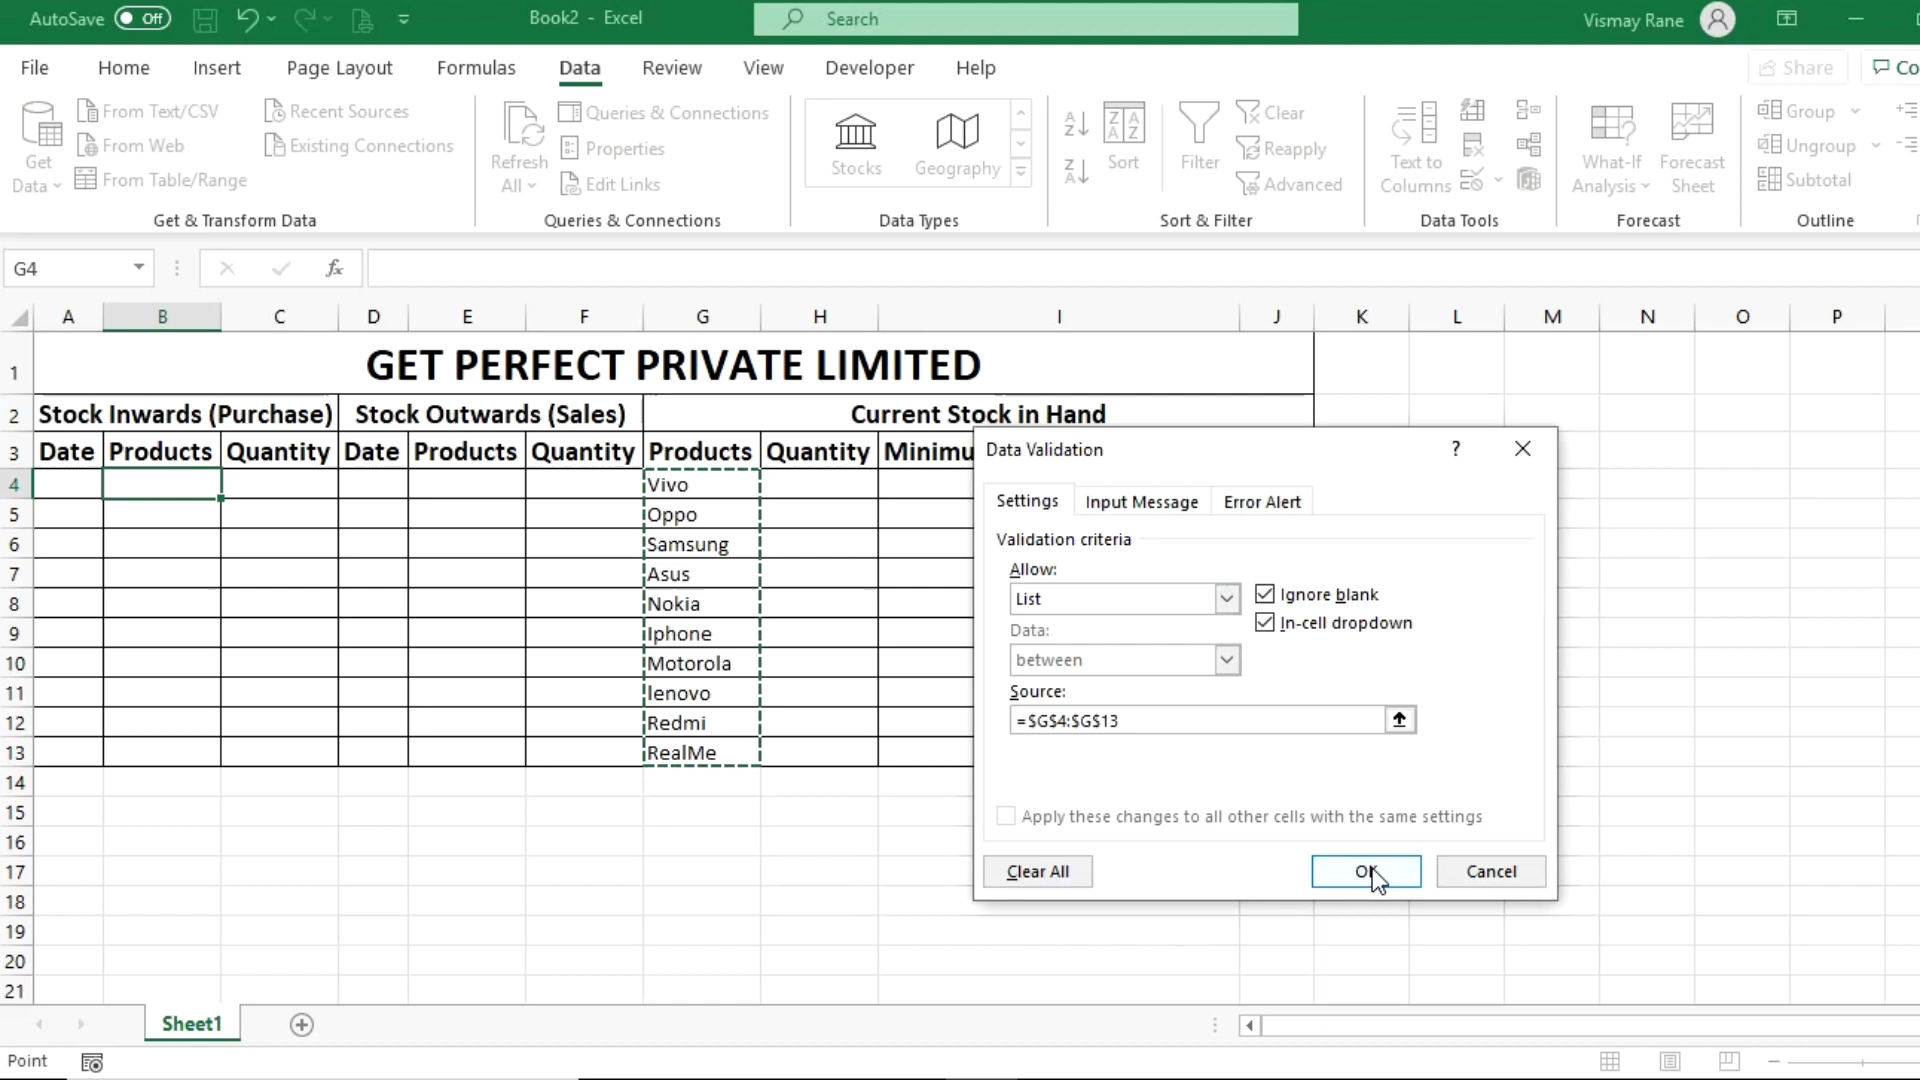 AutoSave Off Book2 - Excel Search Vismay Rane
File Home Insert Page Layout Formulas Data Review View Developer Help Share Co
Get Data
From Text/CSV
From Web
From Table/Range
Recent Sources
Existing Connections
Get & Transform Data
Refresh All
Queries & Connections
Properties
Edit Links
Queries & Connections
Stocks Geography
Data Types
Sort
Filter
Clear
Reapply
Advanced
Sort & Filter
Text to Columns
Data Tools
What-If Analysis
Forecast Sheet
Forecast
Group
Ungroup
Subtotal
Outline
G4 fx
A B C D E F G H I J K L M N O P
1 GET PERFECT PRIVATE LIMITED
2 Stock Inwards (Purchase) Stock Outwards (Sales) Current Stock in Hand
3 Date Products Quantity Date Products Quantity Products Quantity Minimu
4 Vivo
5 Oppo
6 Samsung
7 Asus
8 Nokia
9 Iphone
10 Motorola
11 lenovo
12 Redmi
13 RealMe
14
15
16
17
18
19
20
21
Data Validation ?
Settings Input Message Error Alert
Validation criteria
Allow:
List
Ignore blank
In-cell dropdown
Data:
between
Source:
=$G$4:$G$13
Apply these changes to all other cells with the same settings
Clear All OK Cancel
Sheet1
Point